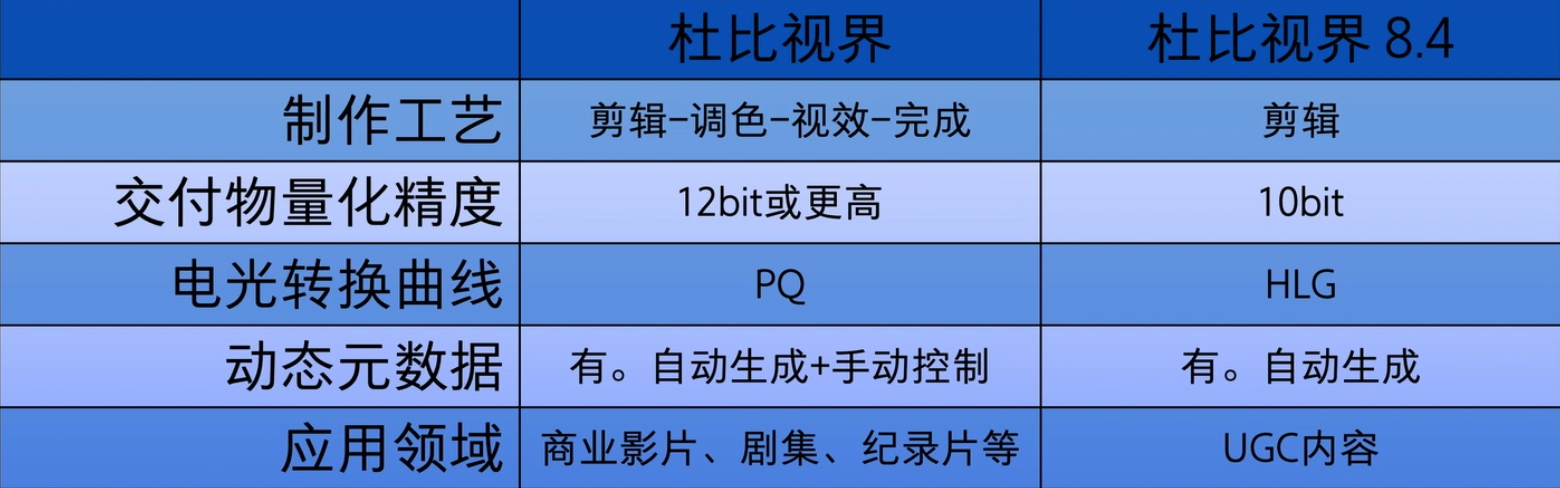 杜比视界 杜比视界 8.4
制作工艺 剪辑-调色-视效-完成 剪辑
交付物量化精度 12bit或更高 10bit
电光转换曲线 PQ HLG
动态元数据 有。自动生成+手动控制 有。自动生成
应用领域 商业影片、剧集、纪录片等 UGC内容